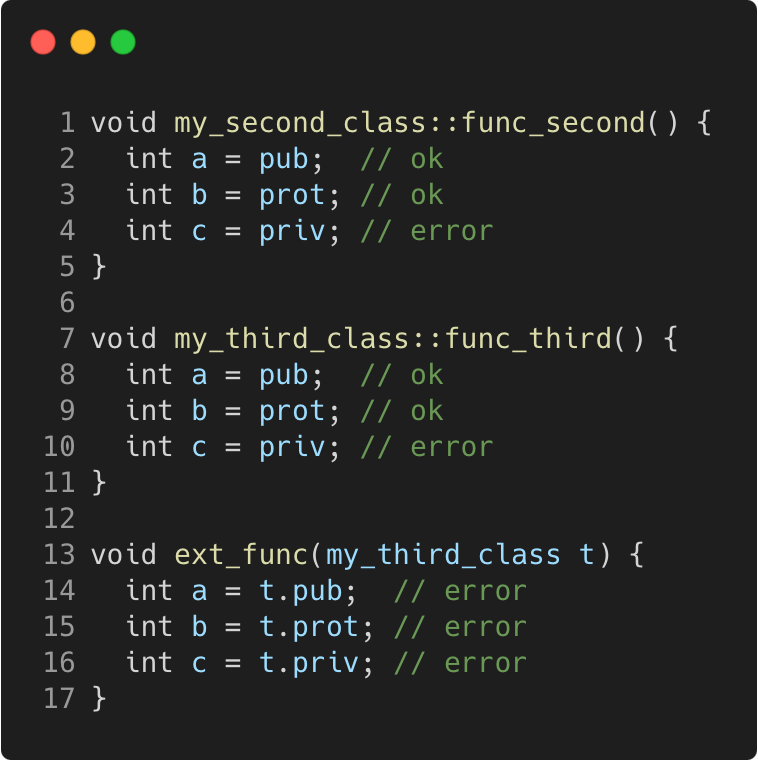 1 void my_second_class::func_second() {
2   int a = pub;  // ok
3   int b = prot; // ok
4   int c = priv; // error
5 }
6
7 void my_third_class::func_third() {
8   int a = pub;  // ok
9   int b = prot; // ok
10   int c = priv; // error
11 }
12
13 void ext_func(my_third_class t) {
14   int a = t.pub;  // error
15   int b = t.prot; // error
16   int c = t.priv; // error
17 }